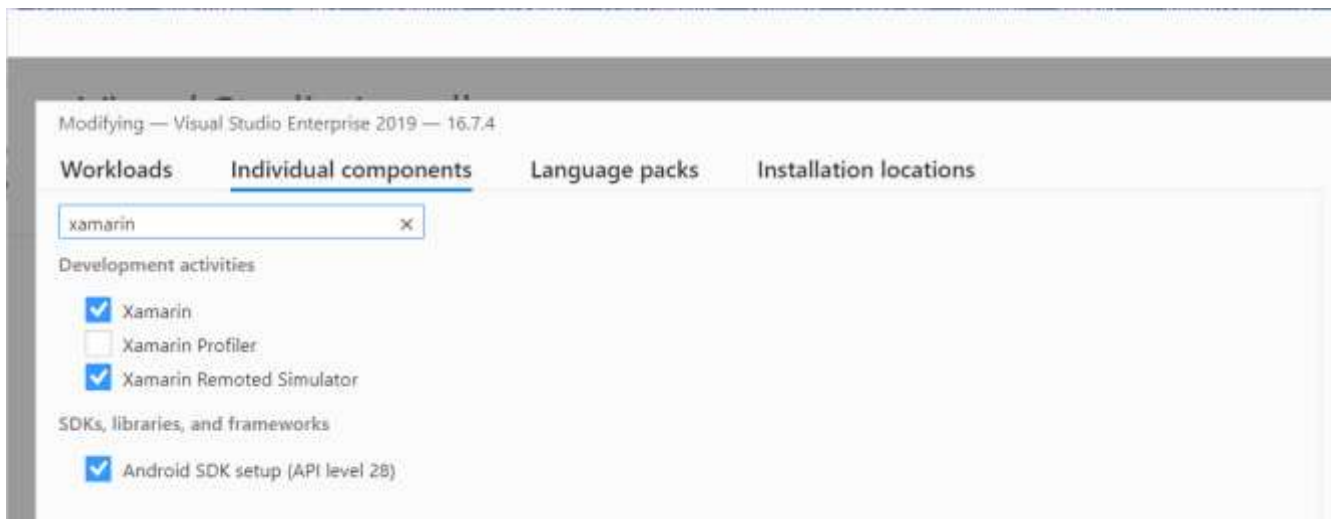 Modifying — Visual Studio Enterprise 2019 — 16.7.4
Workloads Individual components Language packs Installation locations
xamarin ×
Development activities
Xamarin
Xamarin Profiler
Xamarin Remoted Simulator
SDKs, libraries, and frameworks
Android SDK setup (API level 28)